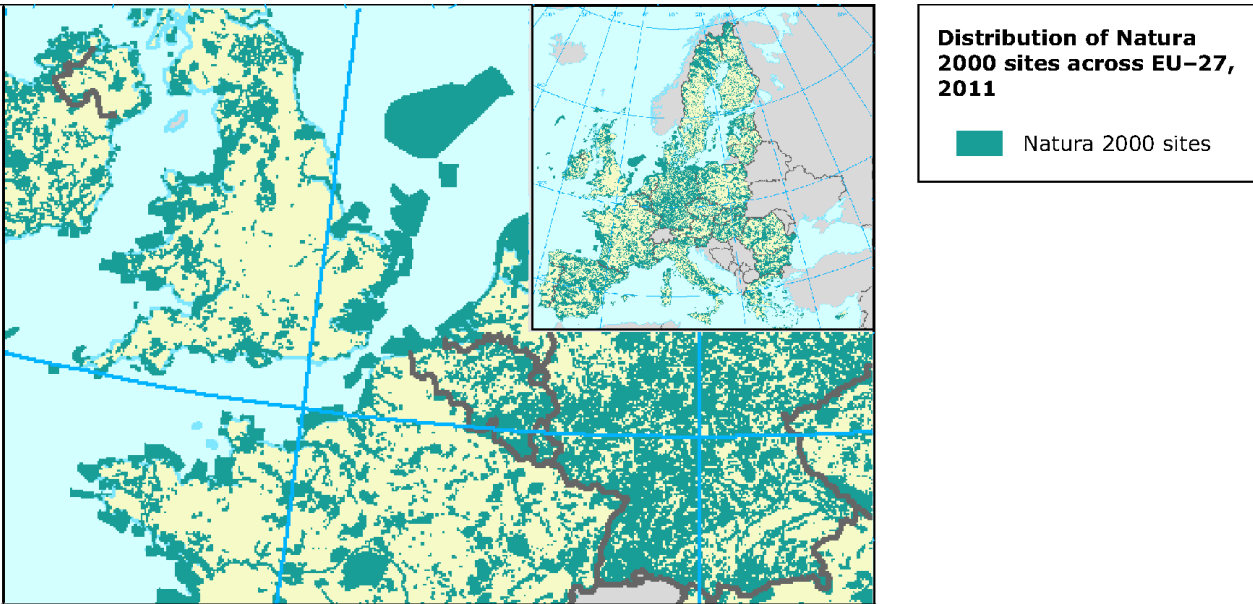 Distribution of Natura
2000 sites across EU−27,
2011
Natura 2000 sites